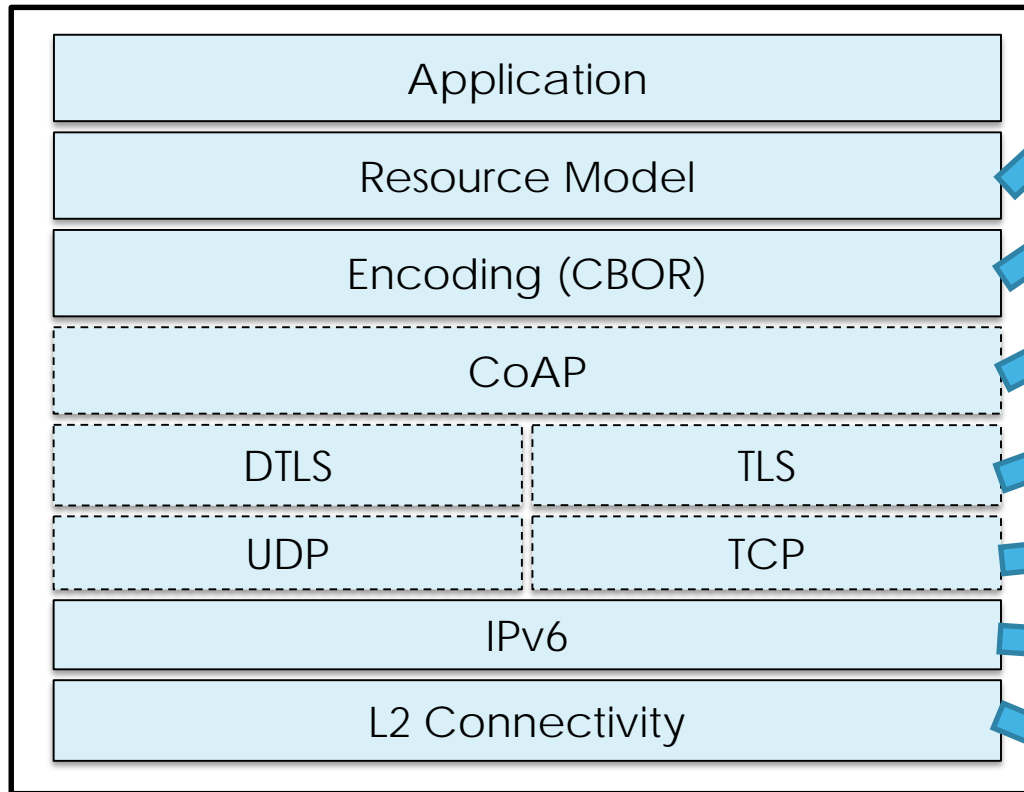 Application
Resource Model
Encoding (CBOR)
CoAP
DTLS
TLS
UDP
TCP
IPv6
L2 Connectivity